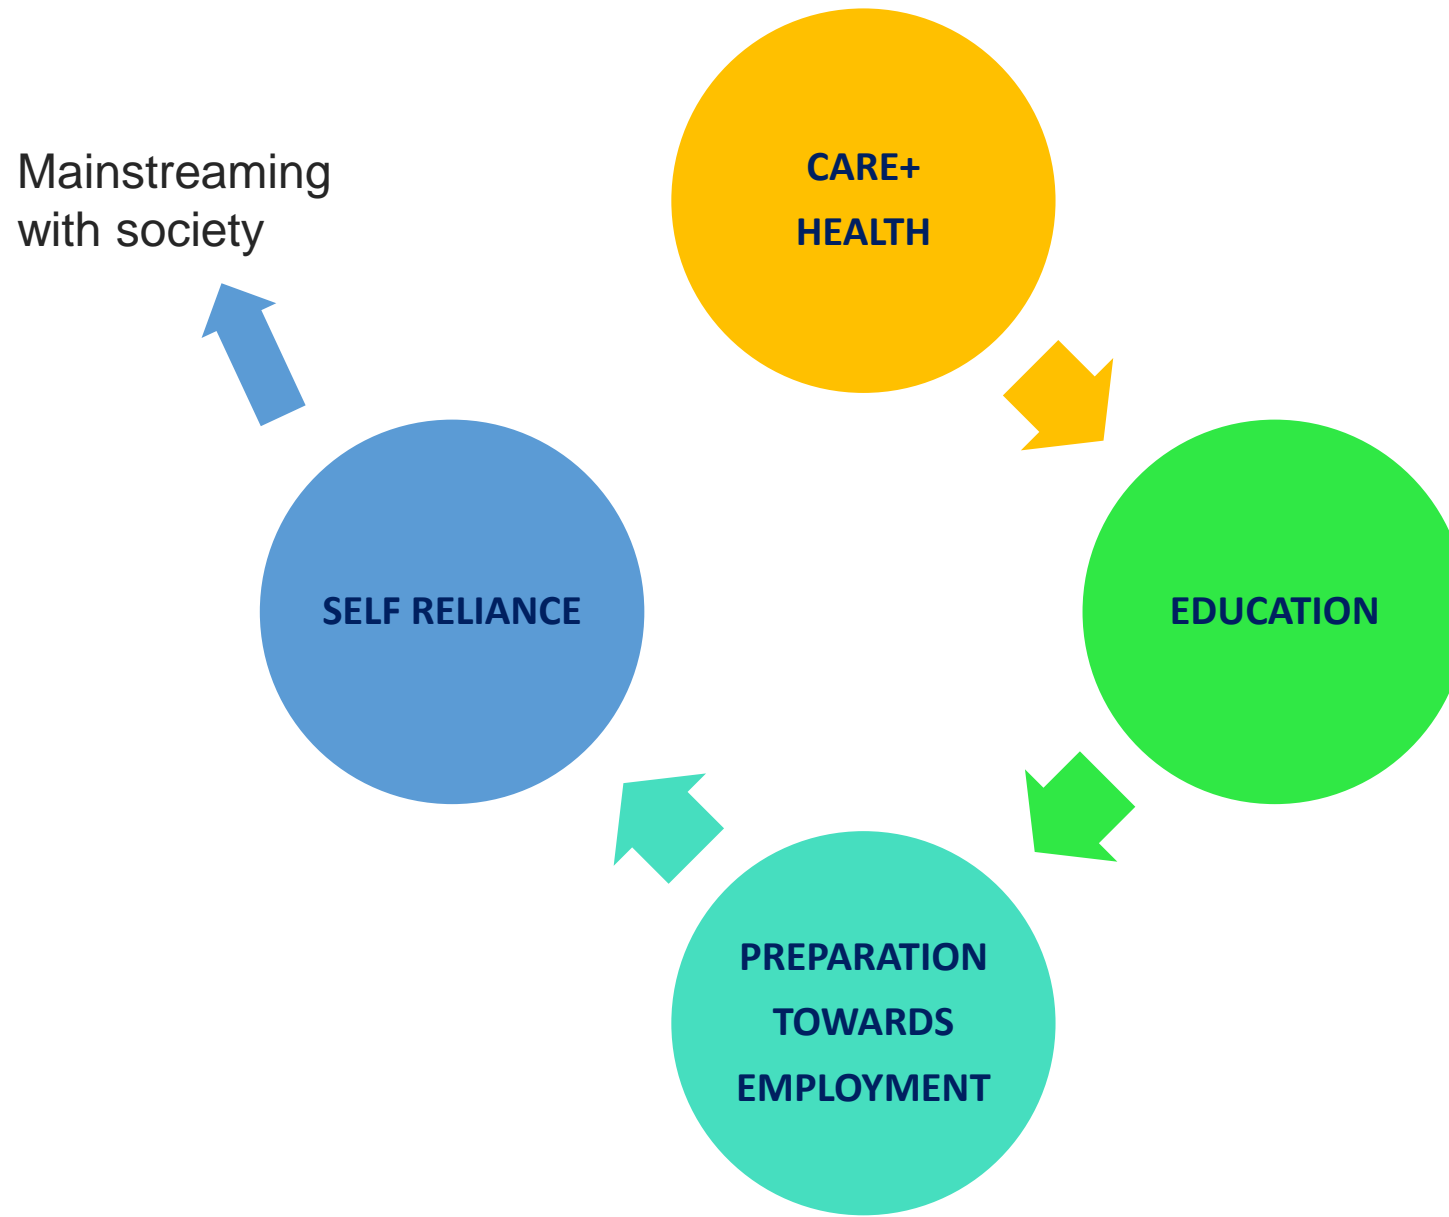 Mainstreaming
with society
CARE+
HEALTH
SELF RELIANCE
EDUCATION
PREPARATION
TOWARDS
EMPLOYMENT